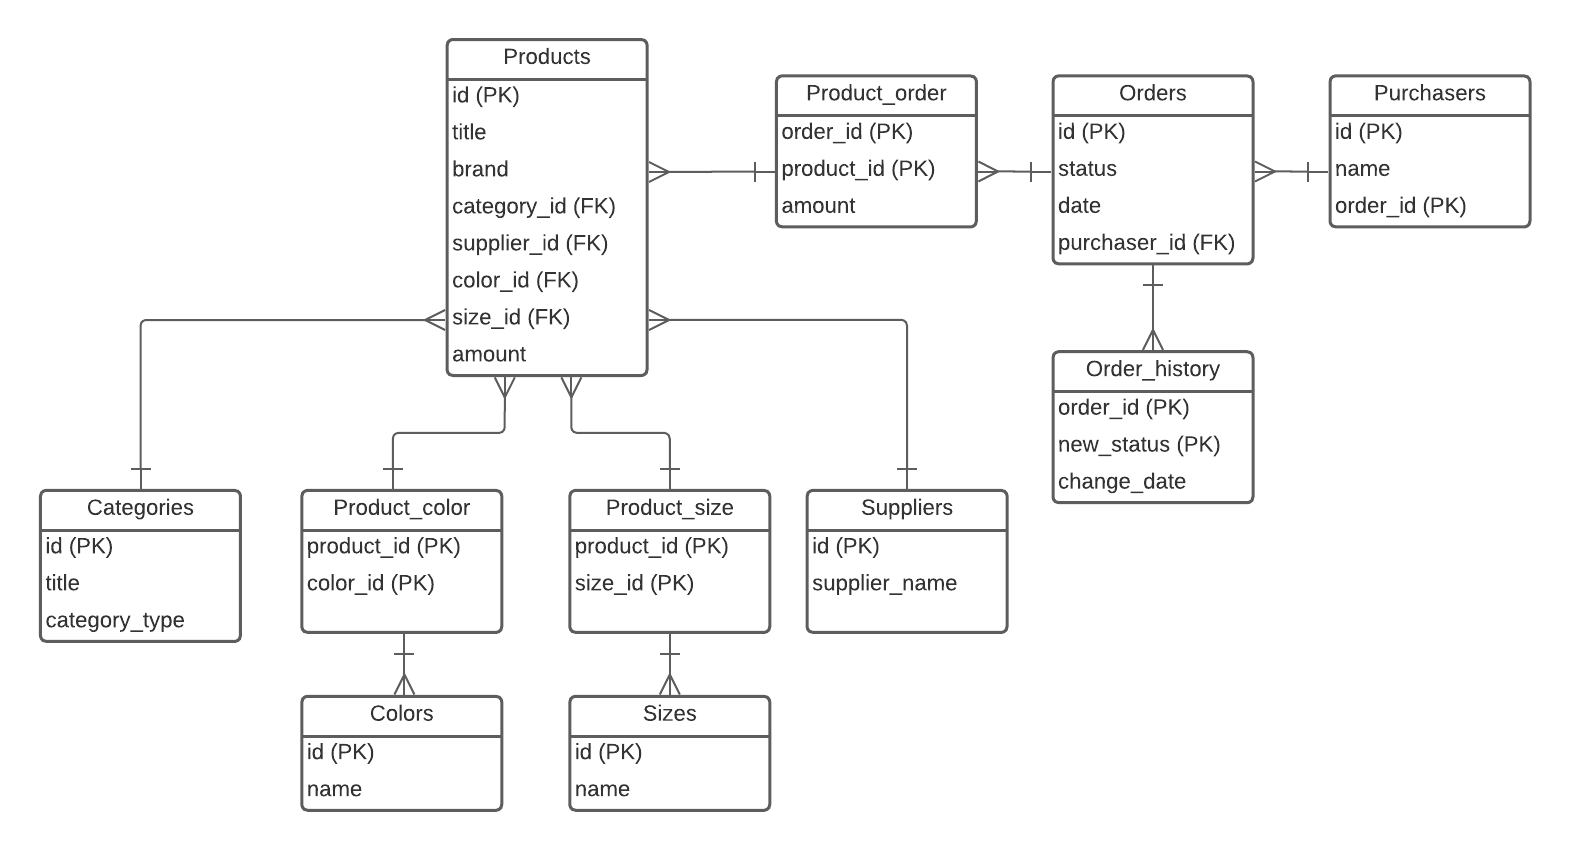 Products
id (PK)
title
brand
category_id (FK)
supplier_id (FK)
color_id (FK)
size_id (FK)
amount
Product_order
order_id (PK)
product_id (PK)
amount
Orders
id (PK)
status
date
purchaser_id (FK)
Purchasers
id (PK)
name
order_id (PK)
Order_history
order_id (PK)
new_status (PK)
change_date
Categories
id (PK)
title
category_type
Product_color
product_id (PK)
color_id (PK)
Product_size
product_id (PK)
size_id (PK)
Suppliers
id (PK)
supplier_name
Colors
id (PK)
name
Sizes
id (PK)
name